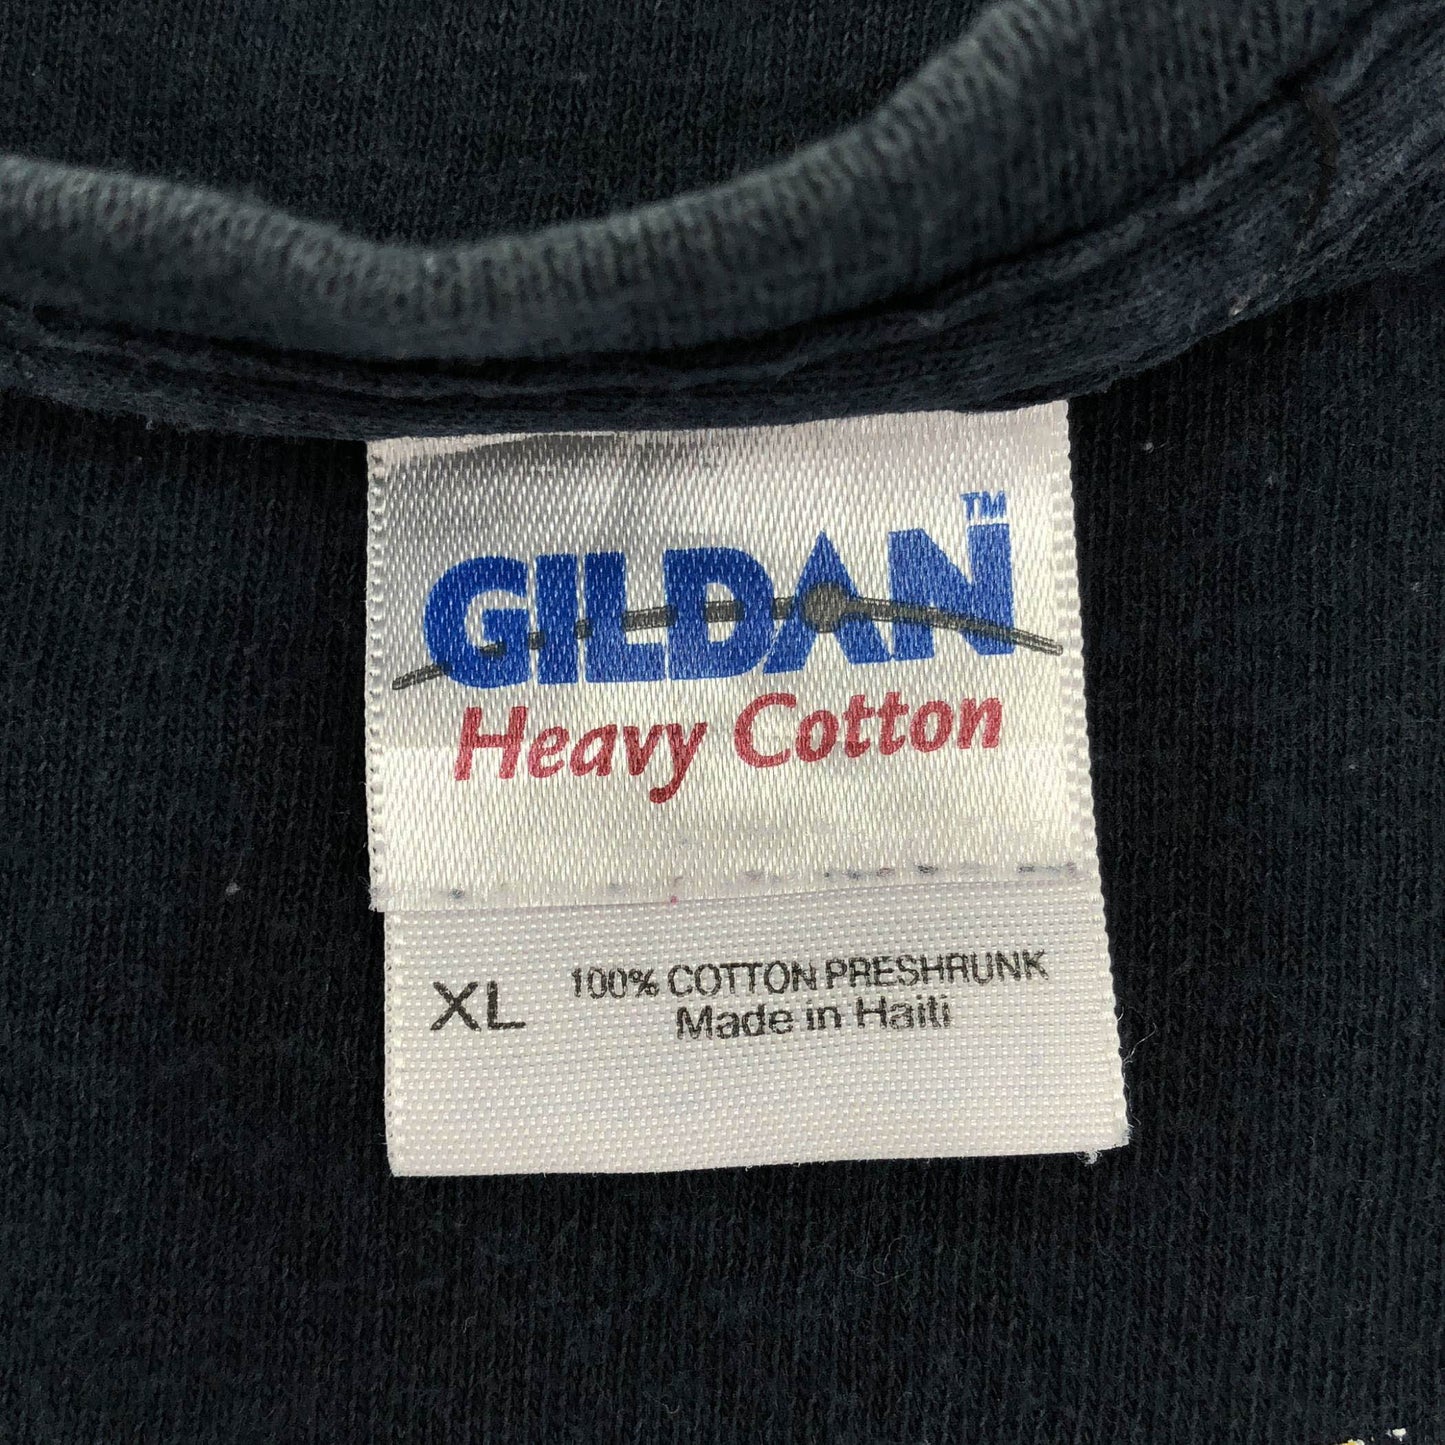 GILDAN™
Heavy Cotton
XL 100% COTTON PRESHRUNK
Made in Haiti